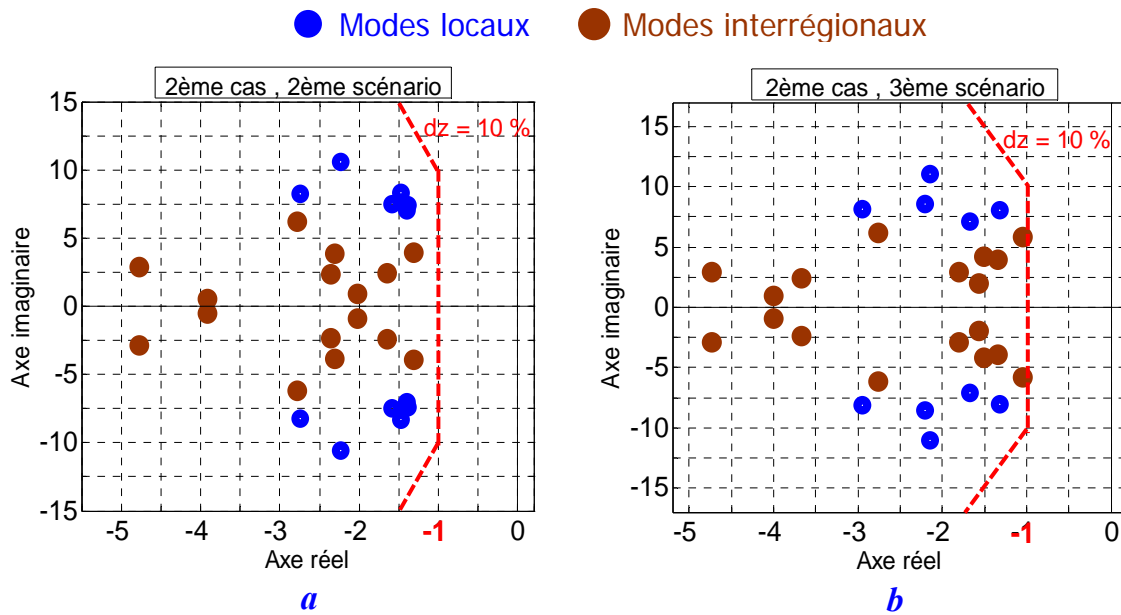 Modes locaux Modes interrégionaux
2ème cas , 2ème scénario
dz = 10 %
15
10
5
0
-5
-10
-15
Axe imaginaire
-5 -4 -3 -2 -1 0
Axe réel
a
2ème cas , 3ème scénario
dz = 10 %
15
10
5
0
-5
-10
-15
Axe imaginaire
-5 -4 -3 -2 -1 0
Axe réel
b